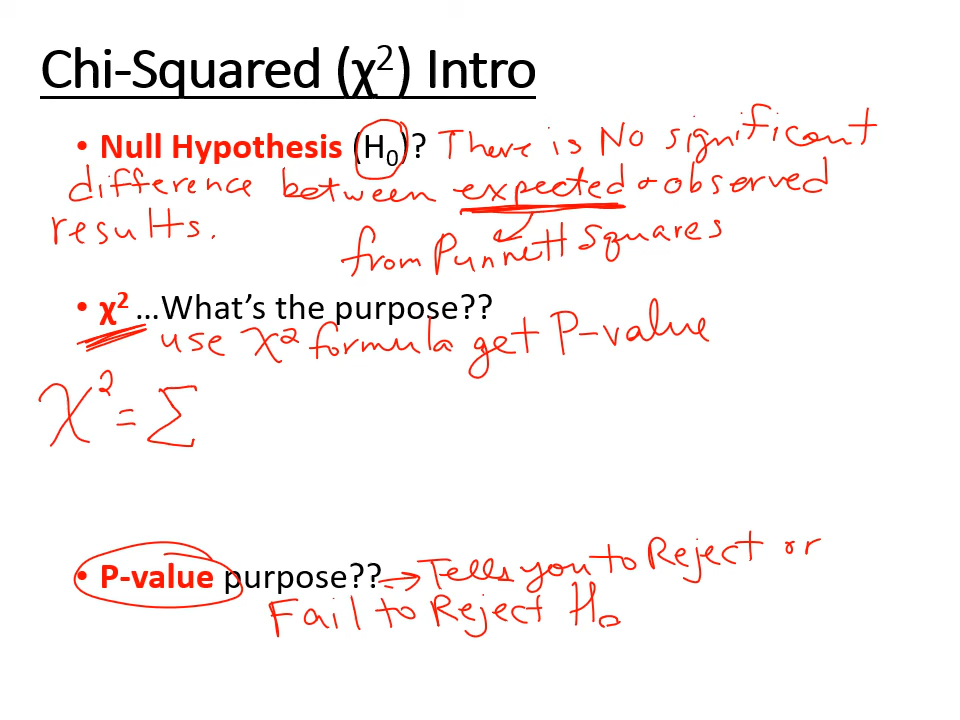 Chi-Squared (χ²) Intro
• Null Hypothesis (H₀)? There is No significant
difference between expected & observed
results.
from Punnett Squares
• χ² …What's the purpose??
use χ² formula get P-value
χ² = Σ
• P-value purpose?? → Tells you to Reject or
Fail to Reject H₀